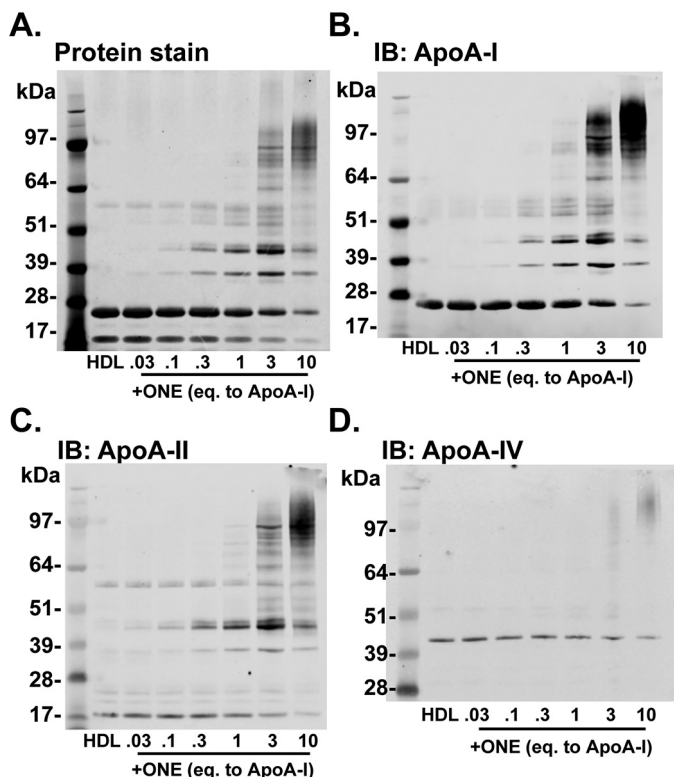 A.
Protein stain
kDa
97-
64-
51-
39-
28-
17-
HDL .03 .1 .3 1 3 10
+ONE (eq. to ApoA-I)
B.
IB: ApoA-I
kDa
97-
64-
51-
39-
28-
17-
HDL .03 .1 .3 1 3 10
+ONE (eq. to ApoA-I)
C.
IB: ApoA-II
kDa
97-
64-
51-
39-
28-
17-
HDL .03 .1 .3 1 3 10
+ONE (eq. to ApoA-I)
D.
IB: ApoA-IV
kDa
97-
64-
51-
39-
28-
HDL .03 .1 .3 1 3 10
+ONE (eq. to ApoA-I)